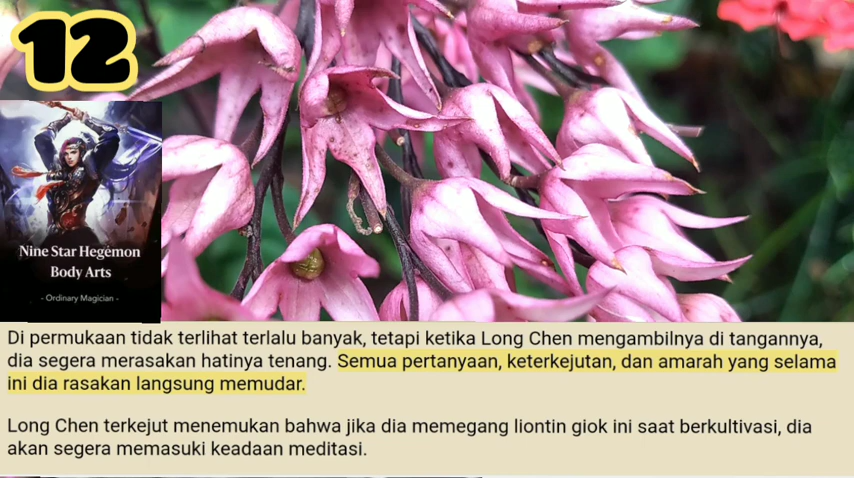 12
Nine Star Hegemon
Body Arts
- Ordinary Magician -
Di permukaan tidak terlihat terlalu banyak, tetapi ketika Long Chen mengambilnya di tangannya,
dia segera merasakan hatinya tenang. Semua pertanyaan, keterkejutan, dan amarah yang selama
ini dia rasakan langsung memudar.
Long Chen terkejut menemukan bahwa jika dia memegang liontin giok ini saat berkultivasi, dia
akan segera memasuki keadaan meditasi.